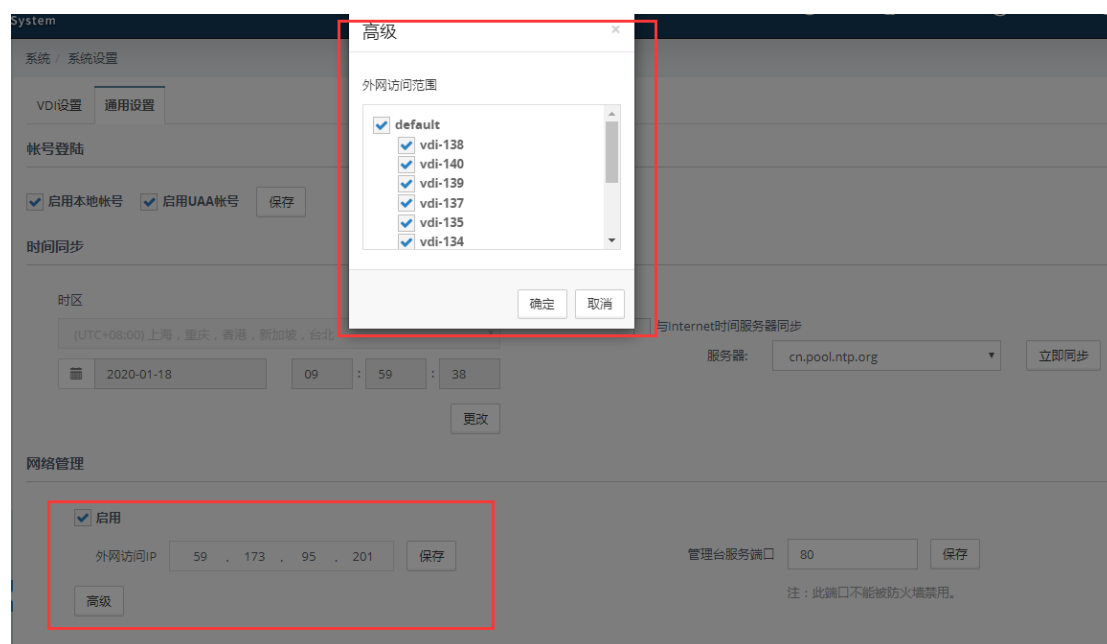 System
高级
×
系统 / 系统设置
外网访问范围
VDI设置 通用设置
default
vdi-138
vdi-140
vdi-139
vdi-137
vdi-135
vdi-134
帐号登陆
启用本地帐号 启用UAA帐号 保存
时间同步
确定 取消
时区
(UTC+08:00) 上海，重庆，香港，新加坡，台北
与Internet时间服务器同步
服务器: cn.pool.ntp.org 立即同步
2020-01-18 09 : 59 : 38
更改
网络管理
启用
外网访问IP 59 . 173 . 95 . 201 保存
管理台服务端口 80 保存
高级
注：此端口不能被防火墙禁用。